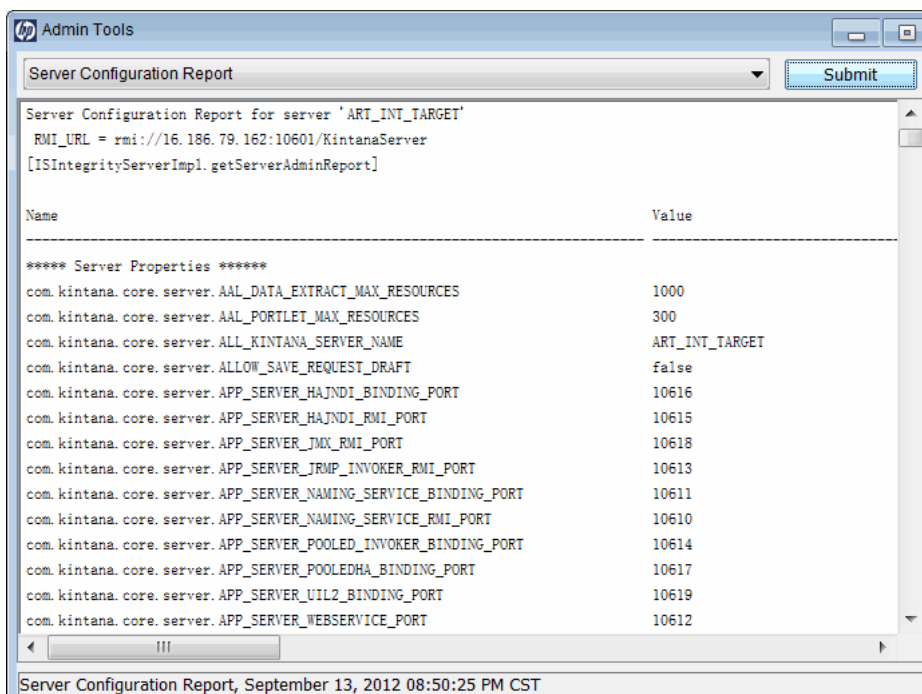 hp Admin Tools
Server Configuration Report
Submit
Server Configuration Report for server 'ART_INT_TARGET'
RMI_URL = rmi://16.186.79.162:10601/KintanaServer
[ISIntegrityServerImpl.getServerAdminReport]
Name Value
***** Server Properties ******
com.kintana.core.server.AAL_DATA_EXTRACT_MAX_RESOURCES 1000
com.kintana.core.server.AAL_PORTLET_MAX_RESOURCES 300
com.kintana.core.server.ALL_KINTANA_SERVER_NAME ART_INT_TARGET
com.kintana.core.server.ALLOW_SAVE_REQUEST_DRAFT false
com.kintana.core.server.APP_SERVER_HAJNDI_BINDING_PORT 10616
com.kintana.core.server.APP_SERVER_HAJNDI_RMI_PORT 10615
com.kintana.core.server.APP_SERVER_JMX_RMI_PORT 10618
com.kintana.core.server.APP_SERVER_JRMP_INVOKER_RMI_PORT 10613
com.kintana.core.server.APP_SERVER_NAMING_SERVICE_BINDING_PORT 10611
com.kintana.core.server.APP_SERVER_NAMING_SERVICE_RMI_PORT 10610
com.kintana.core.server.APP_SERVER_POOLED_INVOKER_BINDING_PORT 10614
com.kintana.core.server.APP_SERVER_POOLEDHA_BINDING_PORT 10617
com.kintana.core.server.APP_SERVER_UIL2_BINDING_PORT 10619
com.kintana.core.server.APP_SERVER_WEBSERVICE_PORT 10612
Server Configuration Report, September 13, 2012 08:50:25 PM CST